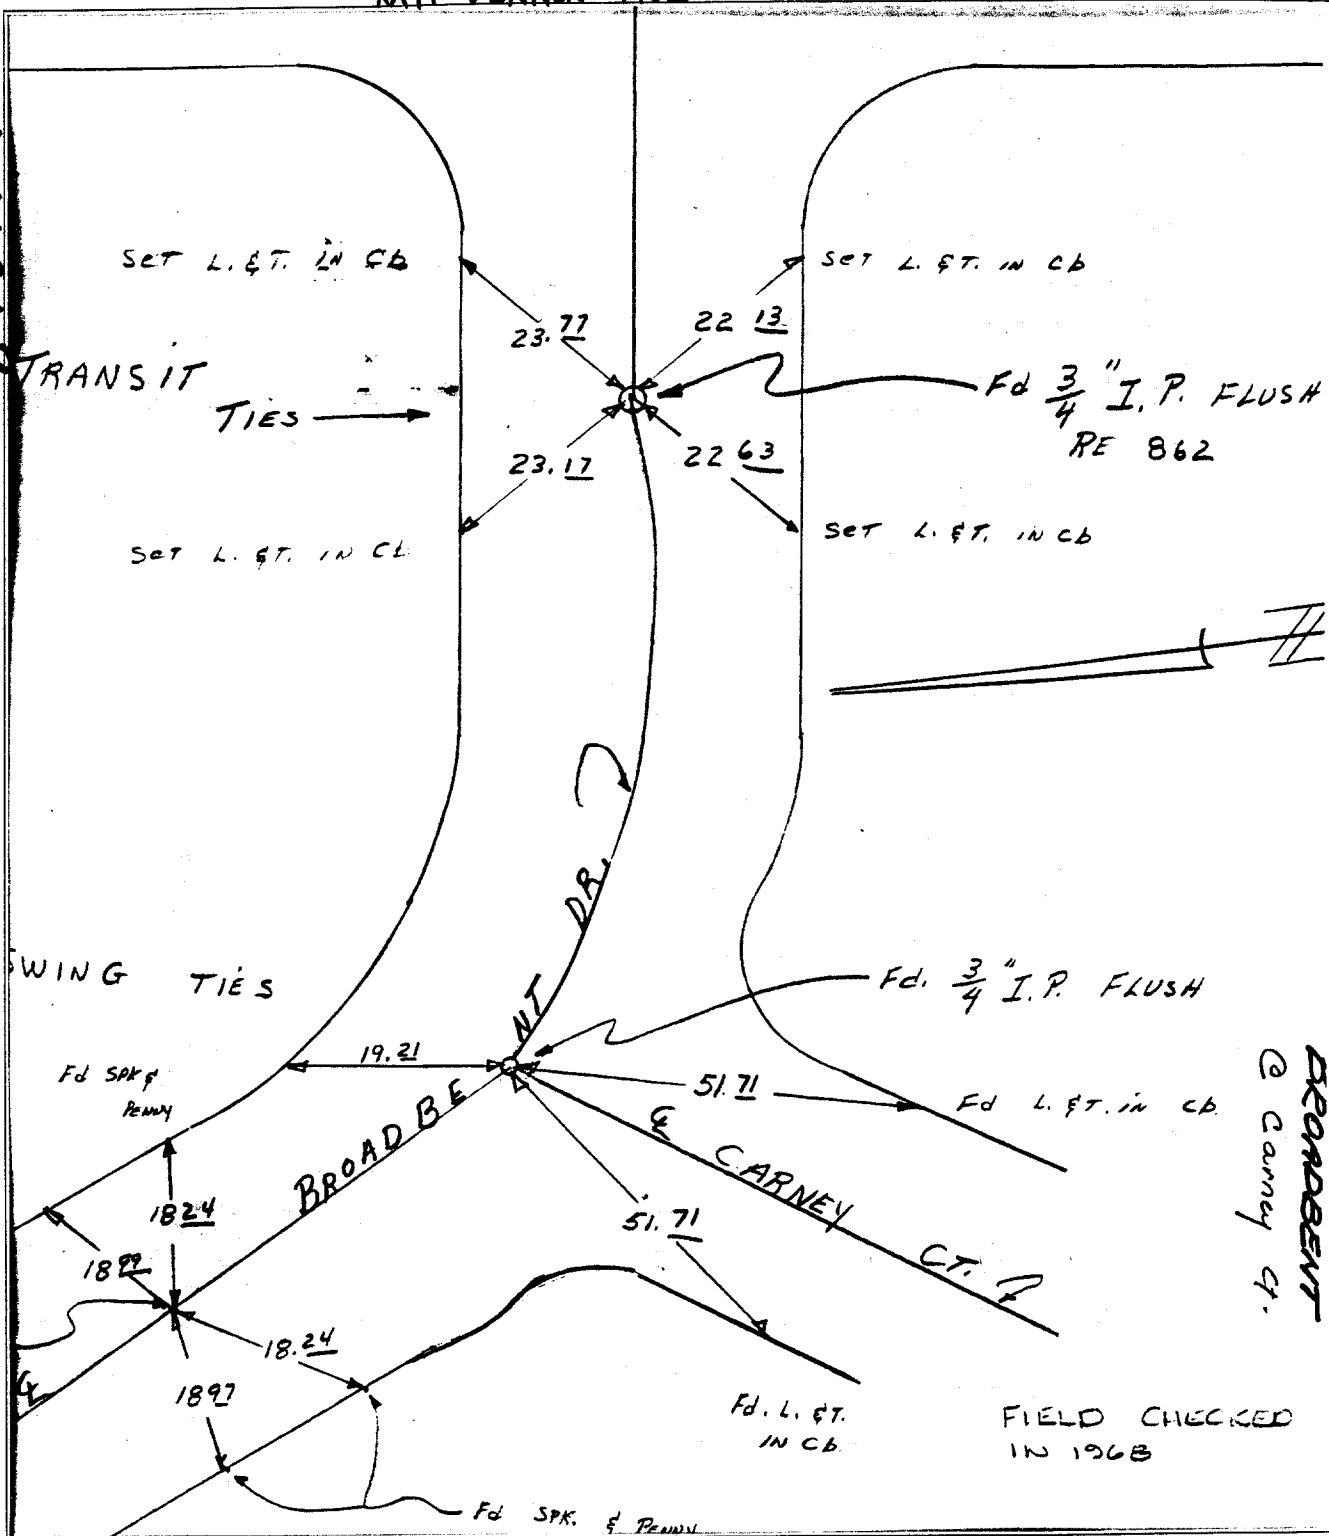 SET L. & T. IN Cb
SET L. & T. IN Cb
23.77
22 13
TRANSIT
TIES
Fd 3/4" I.P. FLUSH
RE 862
23.17
22 63
SET L. & T. IN Cb
SET L. & T. IN Cb
SWING TIES
Fd. 3/4" I.P. FLUSH
BROADBENT DR.
19.21
Fd SPK &
PENNY
51.71
Fd L. & T. IN Cb.
℄ CARNEY CT.
BROADBENT
@ Carney Ct.
18 24
51.71
18 99
18.24
℄
18 97
Fd. L. & T.
IN Cb
FIELD CHECKED
IN 1968
Fd SPK. & PENNY